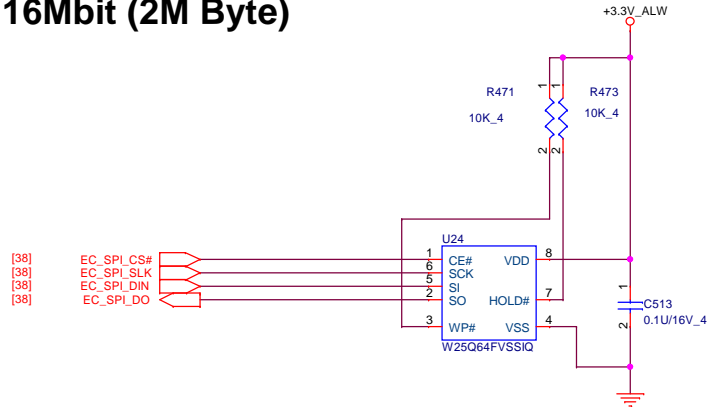 16Mbit (2M Byte)
+3.3V_ALW
R471
R473
10K_4
10K_4
1
1
2
2
U24
[38] EC_SPI_CS# 1 CE# VDD 8
[38] EC_SPI_SLK 6 SCK
[38] EC_SPI_DIN 5 SI
[38] EC_SPI_DO 2 SO HOLD# 7
3 WP# VSS 4
W25Q64FVSSIQ
1
C513
0.1U/16V_4
2